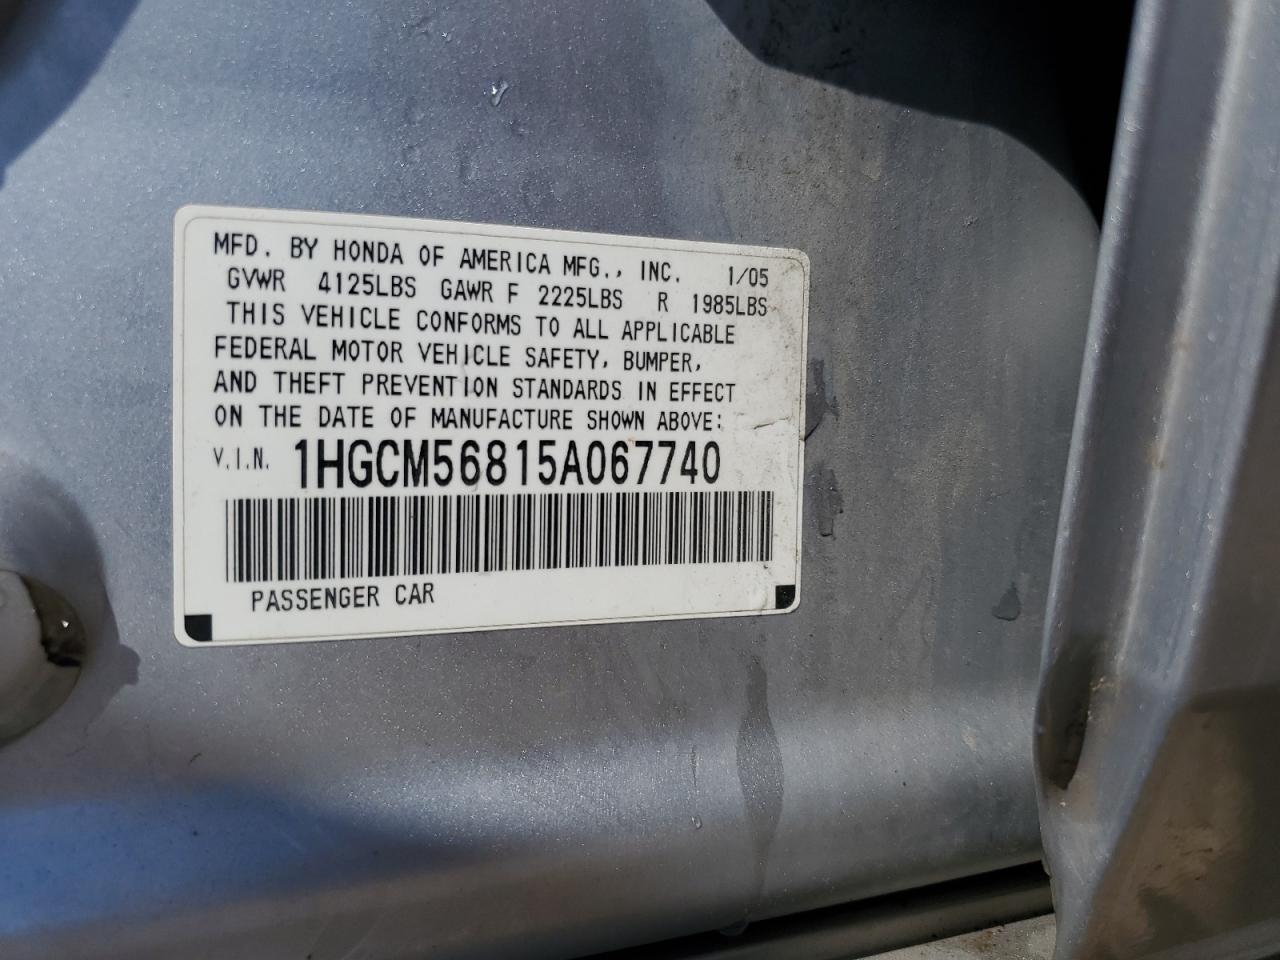 MFD. BY HONDA OF AMERICA MFG., INC. 1/05
GVWR 4125LBS GAWR F 2225LBS R 1985LBS
THIS VEHICLE CONFORMS TO ALL APPLICABLE
FEDERAL MOTOR VEHICLE SAFETY, BUMPER,
AND THEFT PREVENTION STANDARDS IN EFFECT
ON THE DATE OF MANUFACTURE SHOWN ABOVE:
V.I.N. 1HGCM56815A067740
PASSENGER CAR